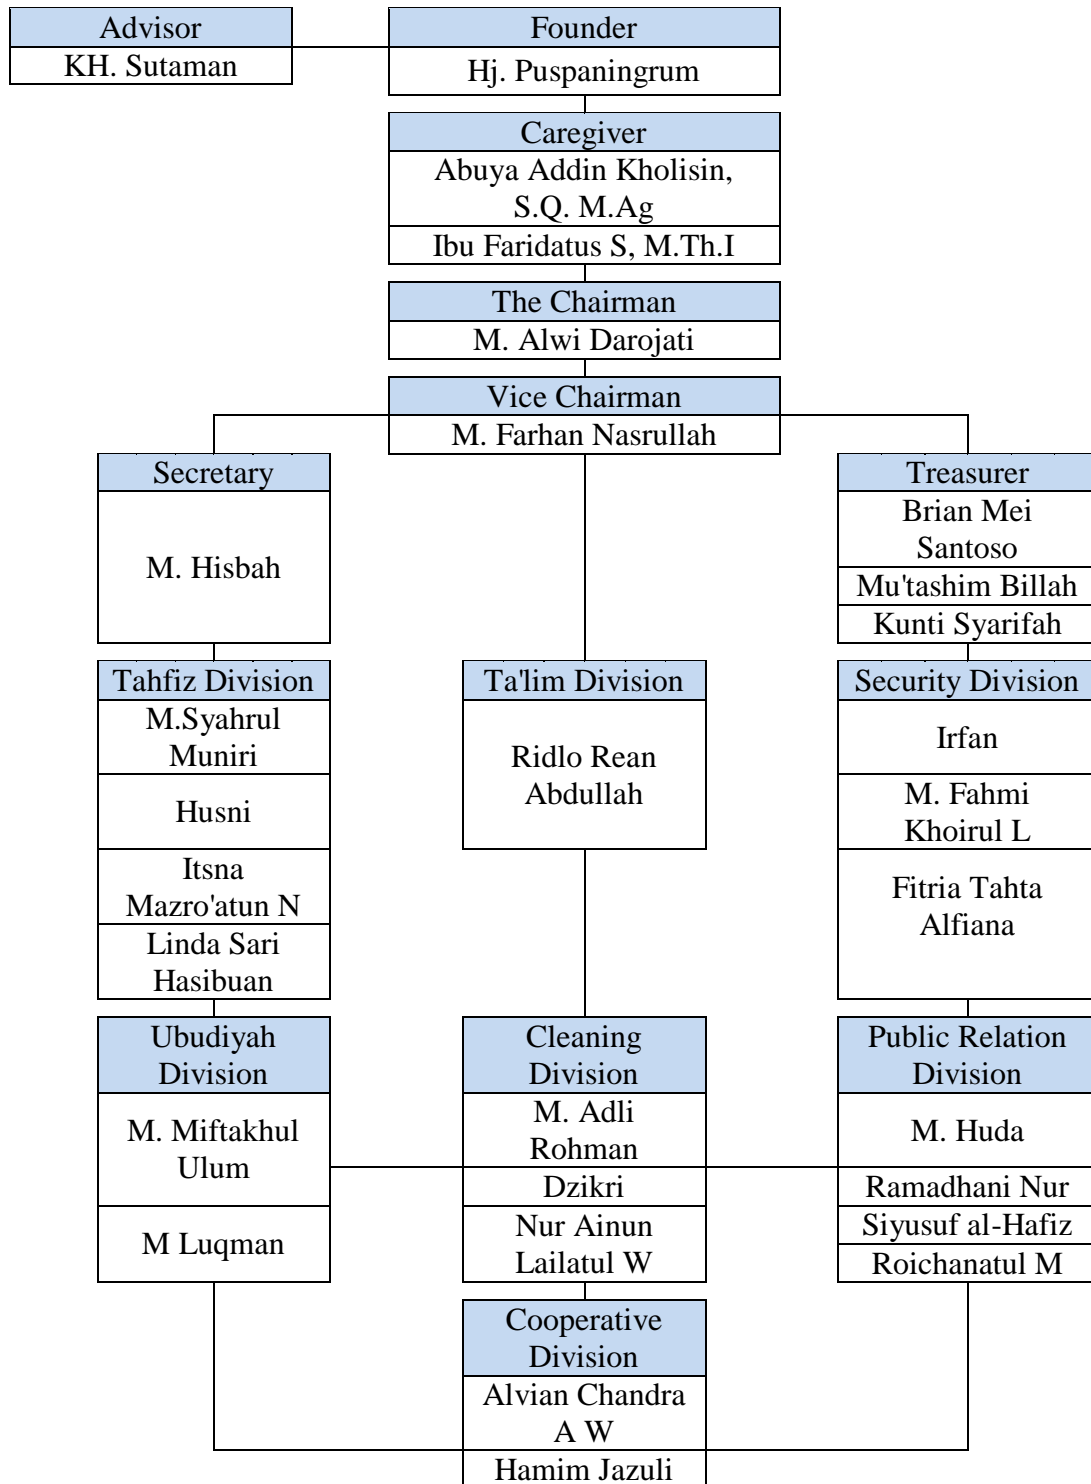 Advisor
KH. Sutaman
Founder
Hj. Puspaningrum
Caregiver
Abuya Addin Kholisin,
S.Q. M.Ag
Ibu Faridatus S, M.Th.I
The Chairman
M. Alwi Darojati
Vice Chairman
M. Farhan Nasrullah
Secretary
M. Hisbah
Treasurer
Brian Mei
Santoso
Mu'tashim Billah
Kunti Syarifah
Tahfiz Division
M.Syahrul
Muniri
Husni
Itsna
Mazro'atun N
Linda Sari
Hasibuan
Ta'lim Division
Ridlo Rean
Abdullah
Security Division
Irfan
M. Fahmi
Khoirul L
Fitria Tahta
Alfiana
Ubudiyah
Division
M. Miftakhul
Ulum
M Luqman
Cleaning
Division
M. Adli
Rohman
Dzikri
Nur Ainun
Lailatul W
Public Relation
Division
M. Huda
Ramadhani Nur
Siyusuf al-Hafiz
Roichanatul M
Cooperative
Division
Alvian Chandra
A W
Hamim Jazuli